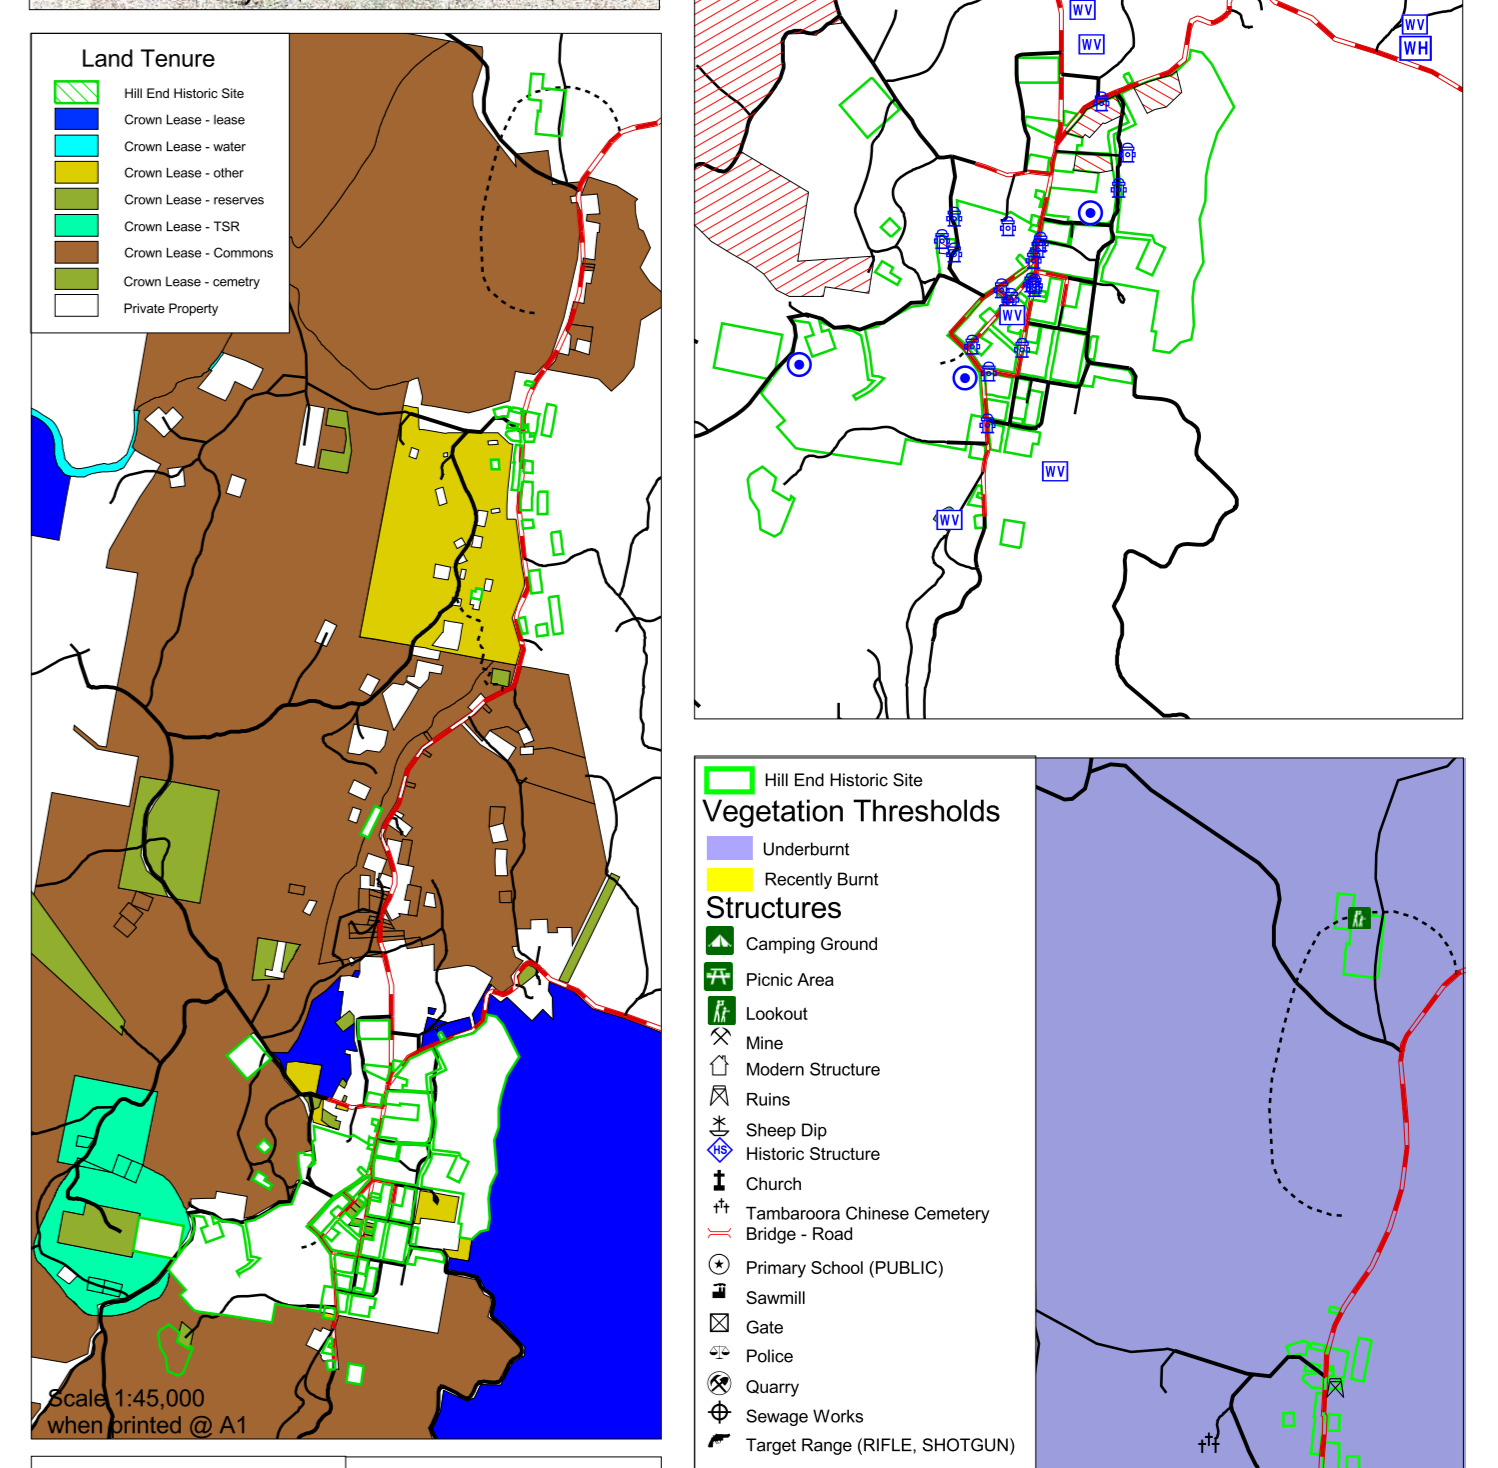 Land Tenure
Hill End Historic Site
Crown Lease - lease
Crown Lease - water
Crown Lease - other
Crown Lease - reserves
Crown Lease - TSR
Crown Lease - Commons
Crown Lease - cemetry
Private Property
Scale 1:45,000
when printed @ A1
WV
WV
WV
WH
WV
WV
WV
Hill End Historic Site
Vegetation Thresholds
Underburnt
Recently Burnt
Structures
Camping Ground
Picnic Area
Lookout
Mine
Modern Structure
Ruins
Sheep Dip
HS Historic Structure
Church
Tambaroora Chinese Cemetery
Bridge - Road
Primary School (PUBLIC)
Sawmill
Gate
Police
Quarry
Sewage Works
Target Range (RIFLE, SHOTGUN)